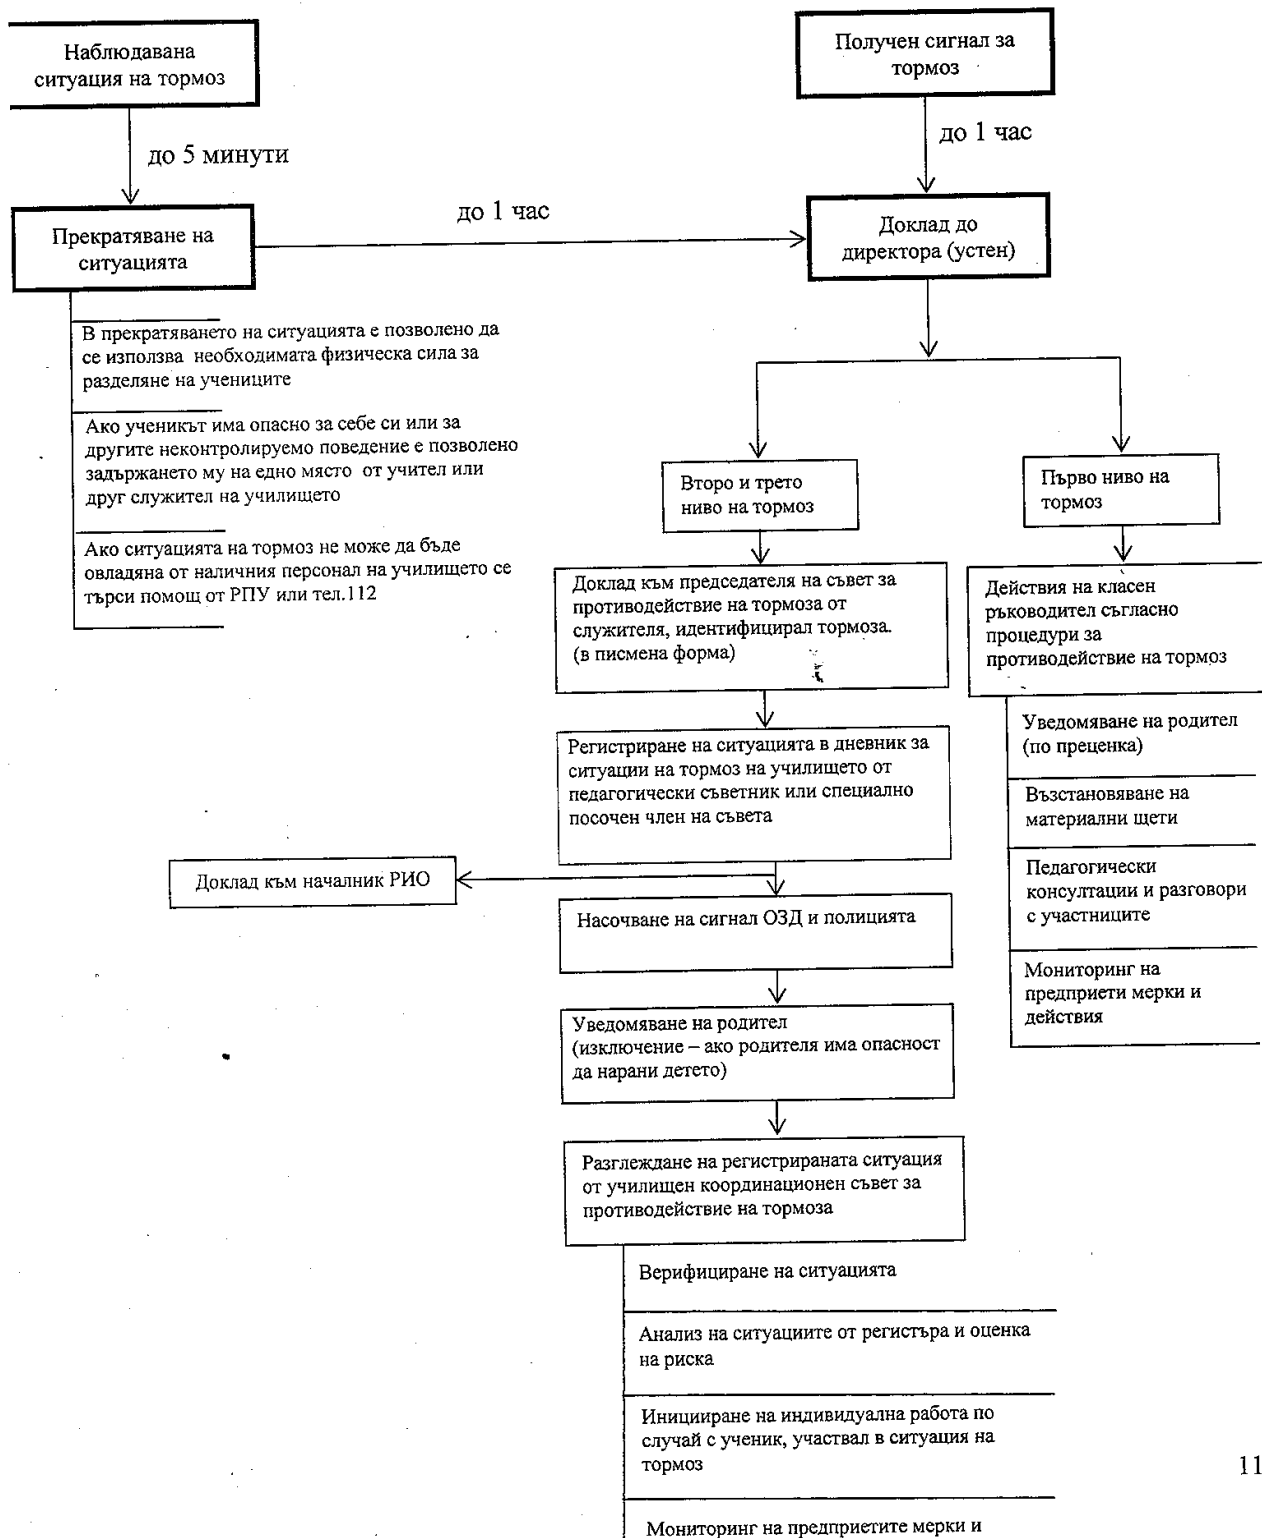 Наблюдавана
ситуация на тормоз
Получен сигнал за
тормоз
до 5 минути
до 1 час
Прекратяване на
ситуацията
до 1 час
Доклад до
директора (устен)
В прекратяването на ситуацията е позволено да
се използва необходимата физическа сила за
разделяне на учениците
Ако ученикът има опасно за себе си или за
другите неконтролируемо поведение е позволено
задържането му на едно място от учител или
друг служител на училището
Ако ситуацията на тормоз не може да бъде
овладяна от наличния персонал на училището се
търси помощ от РПУ или тел.112
Второ и трето
ниво на тормоз
Първо ниво на
тормоз
Доклад към председателя на съвет за
противодействие на тормоза от
служителя, идентифицирал тормоза.
(в писмена форма)
Действия на класен
ръководител съгласно
процедури за
противодействие на тормоз
Регистриране на ситуацията в дневник за
ситуации на тормоз на училището от
педагогически съветник или специално
посочен член на съвета
Уведомяване на родител
(по преценка)
Възстановяване на
материални щети
Педагогически
консултации и разговори
с участниците
Мониторинг на
предприети мерки и
действия
Доклад към началник РИО
Насочване на сигнал ОЗД и полицията
Уведомяване на родител
(изключение – ако родителя има опасност
да нарани детето)
Разглеждане на регистрираната ситуация
от училищен координационен съвет за
противодействие на тормоза
Верифициране на ситуацията
Анализ на ситуациите от регистъра и оценка
на риска
Иницииране на индивидуална работа по
случай с ученик, участвал в ситуация на
тормоз
Мониторинг на предприетите мерки и
11